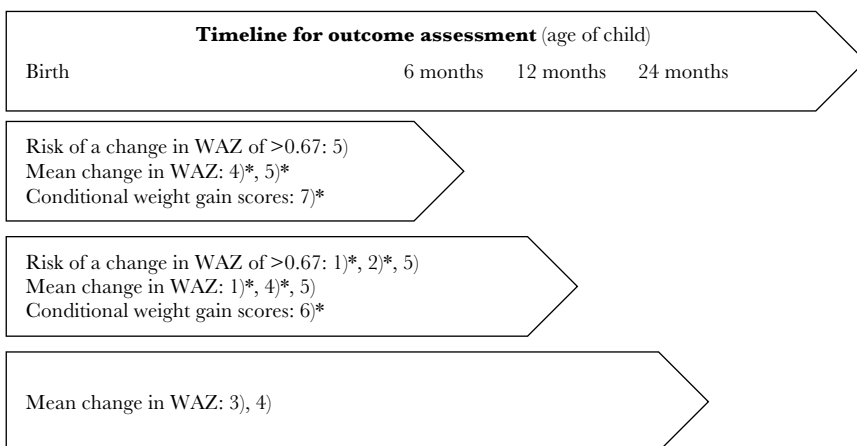 Timeline for outcome assessment (age of child)
Birth 6 months 12 months 24 months
Risk of a change in WAZ of >0.67: 5)
Mean change in WAZ: 4)*, 5)*
Conditional weight gain scores: 7)*
Risk of a change in WAZ of >0.67: 1)*, 2)*, 5)
Mean change in WAZ: 1)*, 4)*, 5)
Conditional weight gain scores: 6)*
Mean change in WAZ: 3), 4)